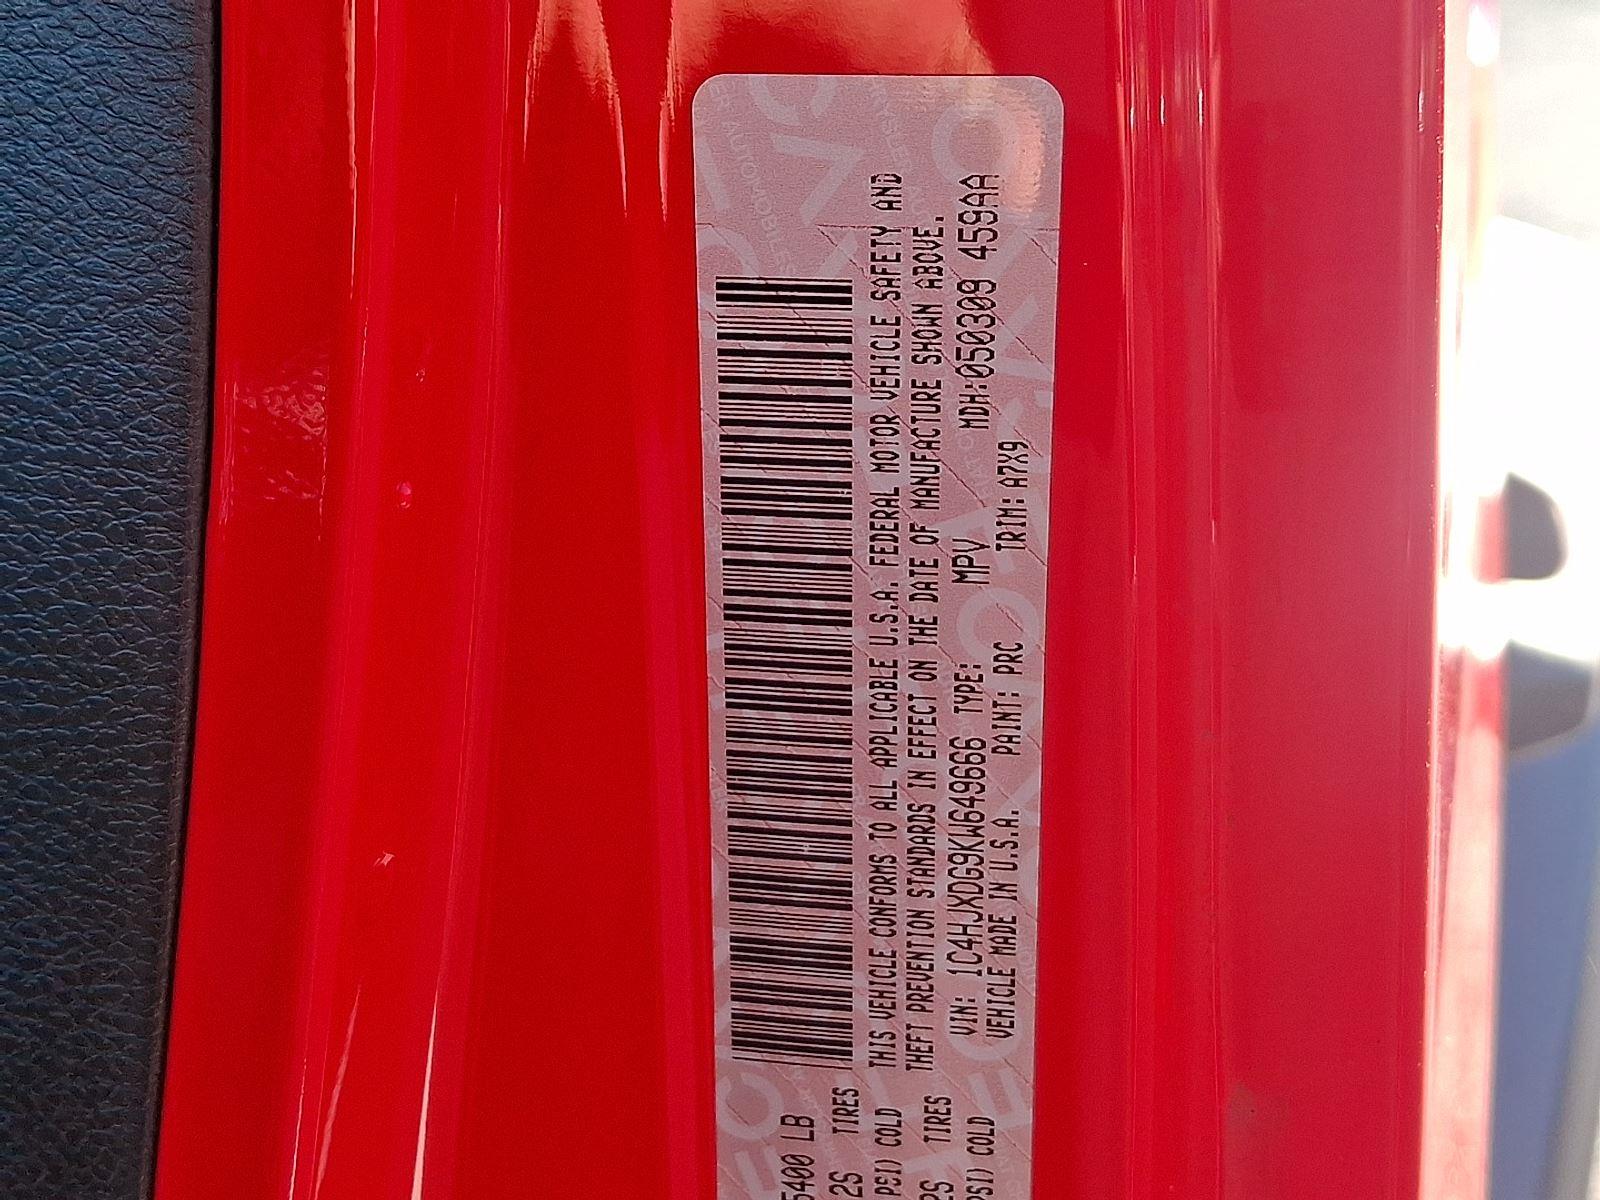 5400 LB
2S TIRES
PSI) COLD
2S TIRES
PSI) COLD
THIS VEHICLE CONFORMS TO ALL APPLICABLE U.S.A. FEDERAL MOTOR VEHICLE SAFETY AND
THEFT PREVENTION STANDARDS IN EFFECT ON THE DATE OF MANUFACTURE SHOWN ABOVE.
VIN: 1C4HJXDG9KW649666 TYPE: MPV MDH:050309 459AA
VEHICLE MADE IN U.S.A. PAINT: PRC TRIM: A7X9